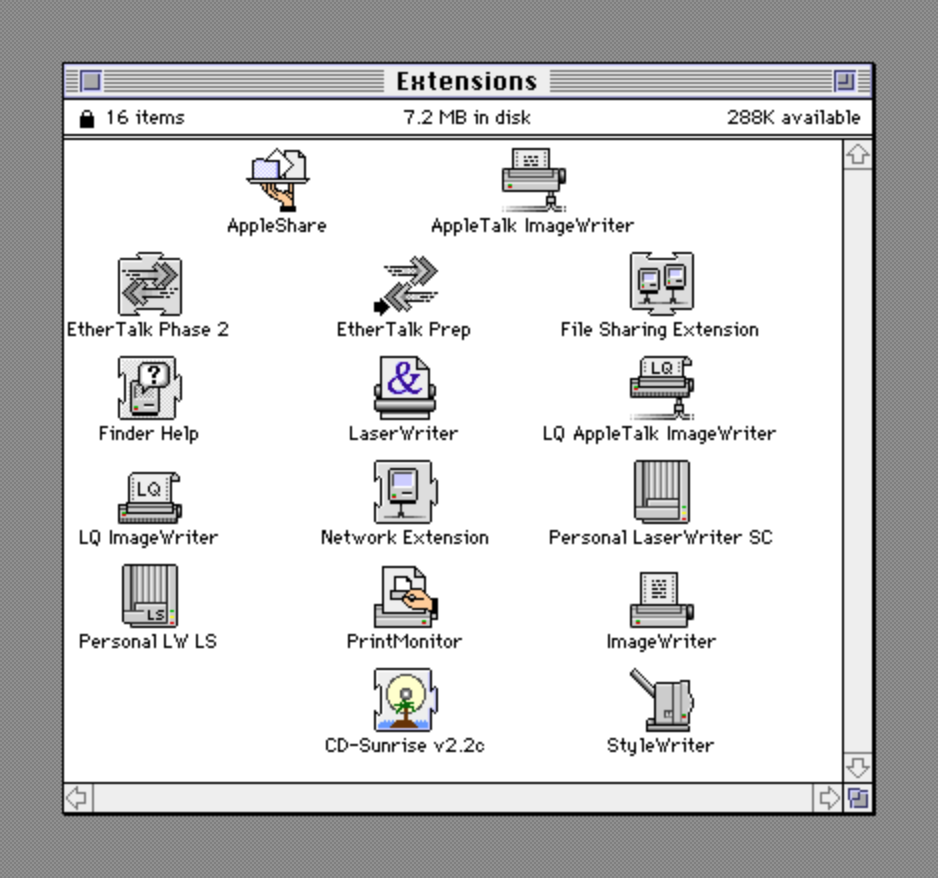 Extensions
16 items 7.2 MB in disk 288K available
AppleShare AppleTalk ImageWriter
EtherTalk Phase 2 EtherTalk Prep File Sharing Extension
? & LQ
Finder Help LaserWriter LQ AppleTalk ImageWriter
LQ
LQ ImageWriter Network Extension Personal LaserWriter SC
LS
Personal LW LS PrintMonitor ImageWriter
CD-Sunrise v2.2c StyleWriter